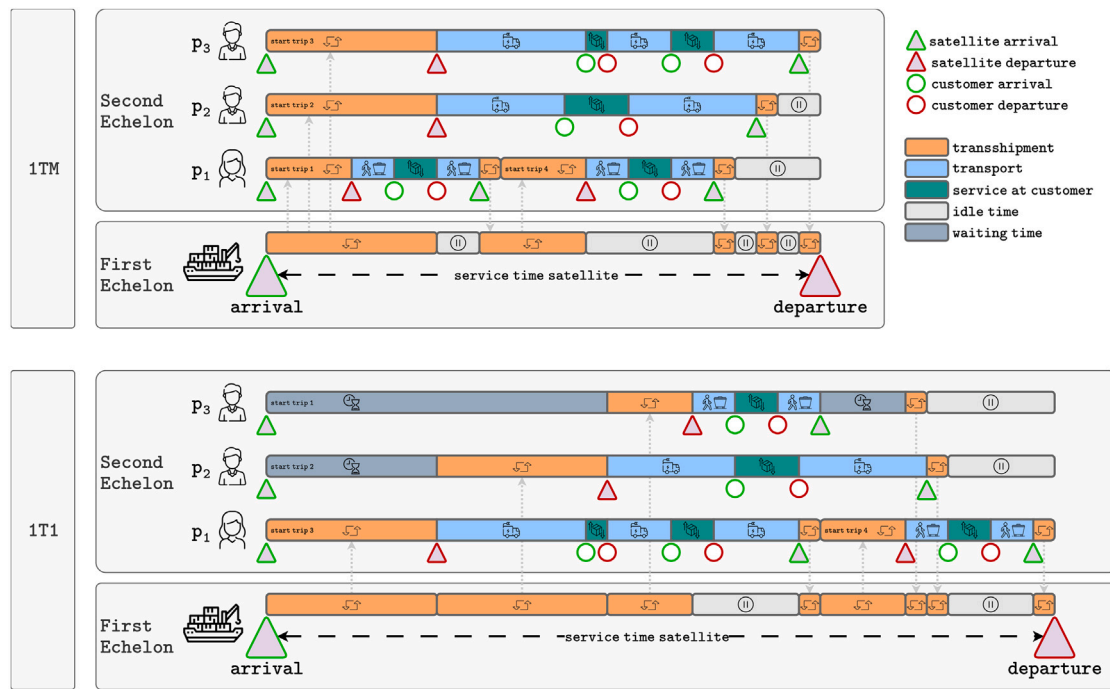 1TM
Second
Echelon
p3
start trip 3
p2
start trip 2
p1
start trip 1
start trip 4
First
Echelon
service time satellite
arrival
departure
satellite arrival
satellite departure
customer arrival
customer departure
transshipment
transport
service at customer
idle time
waiting time
1T1
Second
Echelon
p3
start trip 1
p2
start trip 2
p1
start trip 3
start trip 4
First
Echelon
service time satellite
arrival
departure